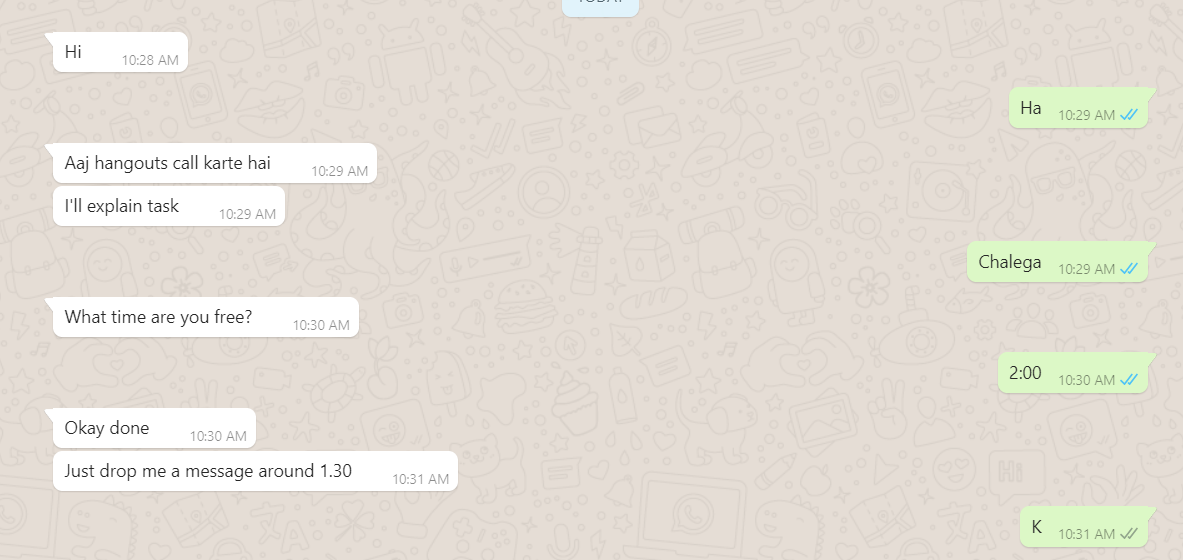 TODAY
Hi
10:28 AM
Ha
10:29 AM
Aaj hangouts call karte hai
10:29 AM
I'll explain task
10:29 AM
Chalega
10:29 AM
What time are you free?
10:30 AM
2:00
10:30 AM
Okay done
10:30 AM
Just drop me a message around 1.30
10:31 AM
Hi
K
10:31 AM